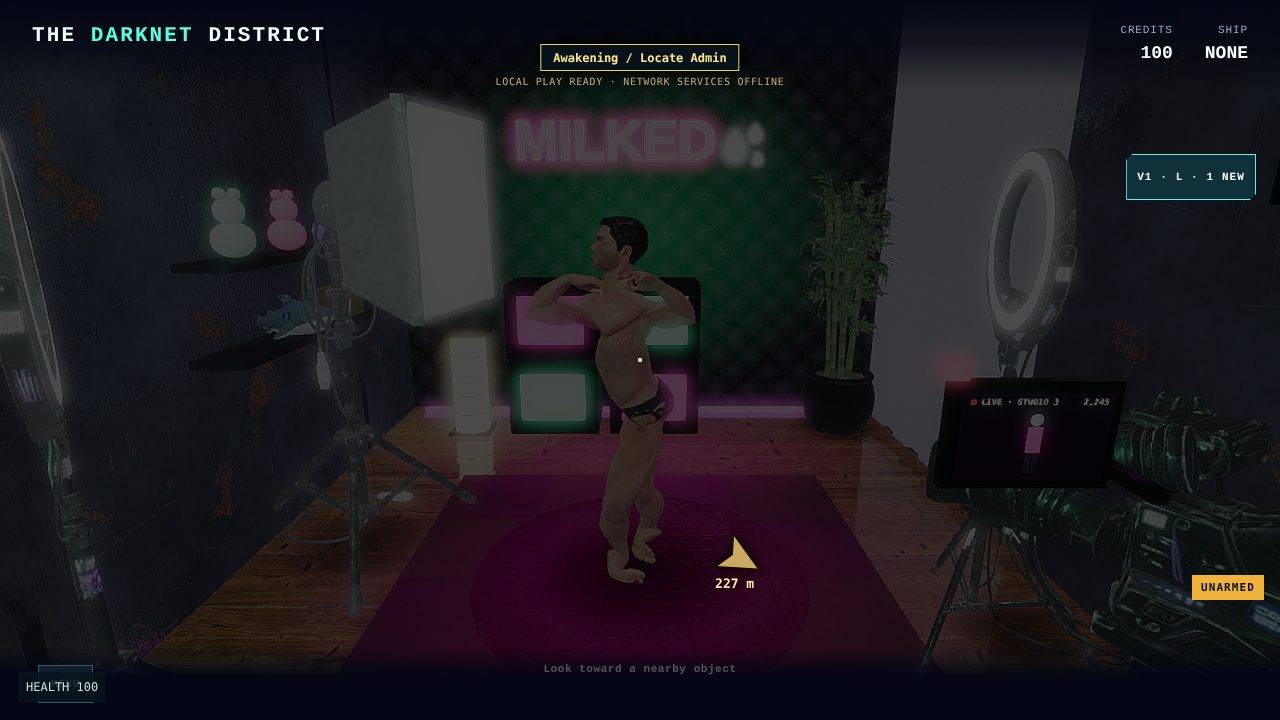 THE DARKNET DISTRICT
CREDITS
100
SHIP
NONE
Awakening / Locate Admin
LOCAL PLAY READY · NETWORK SERVICES OFFLINE
MILKED
V1 · L · 1 NEW
LIVE · STUDIO 3
2,245
227 m
UNARMED
Look toward a nearby object
HEALTH 100